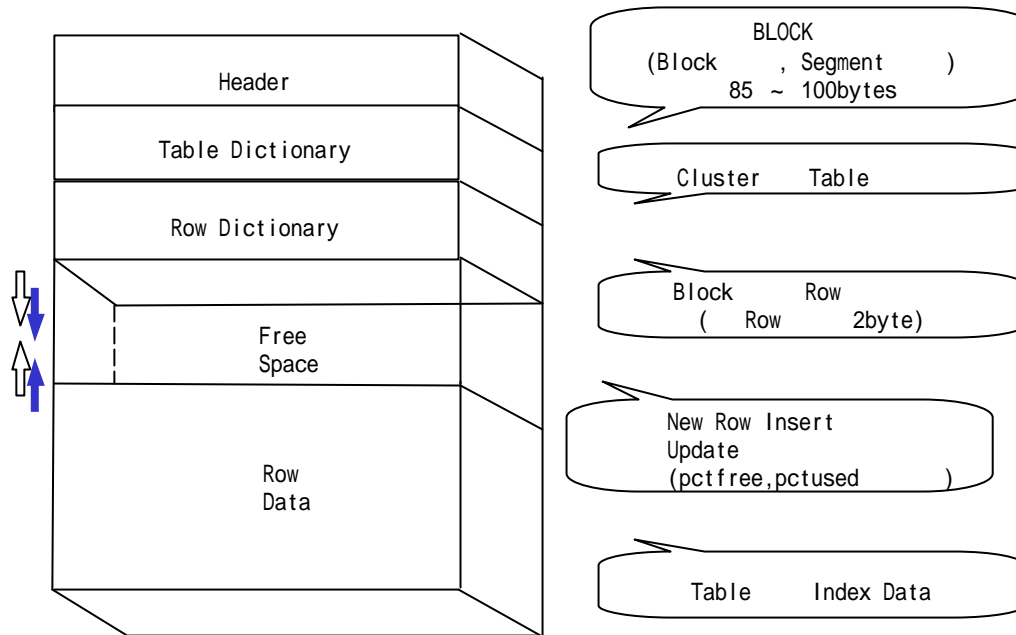 Header
Table Dictionary
Row Dictionary
Free
Space
Row
Data
BLOCK
(Block , Segment )
85 ~ 100bytes
Cluster Table
Block Row
( Row 2byte)
New Row Insert
Update
(pctfree,pctused )
Table Index Data